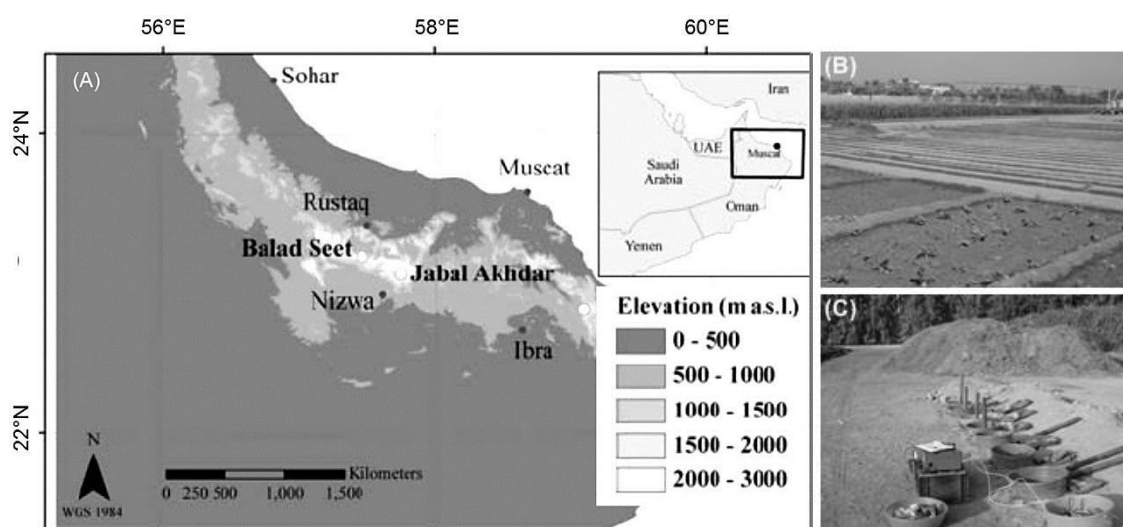 56°E
58°E
60°E
(A)
24°N
22°N
Sohar
Muscat
Rustaq
Balad Seet
Jabal Akhdar
Nizwa
Ibra
Iran
UAE
Muscat
Saudi
Arabia
Oman
Yemen
Elevation (m a.s.l.)
0 - 500
500 - 1000
1000 - 1500
1500 - 2000
2000 - 3000
N
WGS 1984
Kilometers
0 250 500 1,000 1,500
(B)
(C)